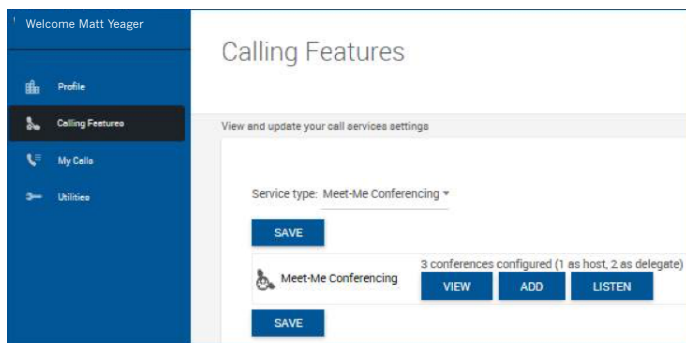 Welcome Matt Yeager
Calling Features
Profile
Calling Features
View and update your call services settings
My Calls
Utilities
Service type: Meet-Me Conferencing
SAVE
3 conferences configured (1 as host, 2 as delegate)
Meet-Me Conferencing
VIEW ADD LISTEN
SAVE